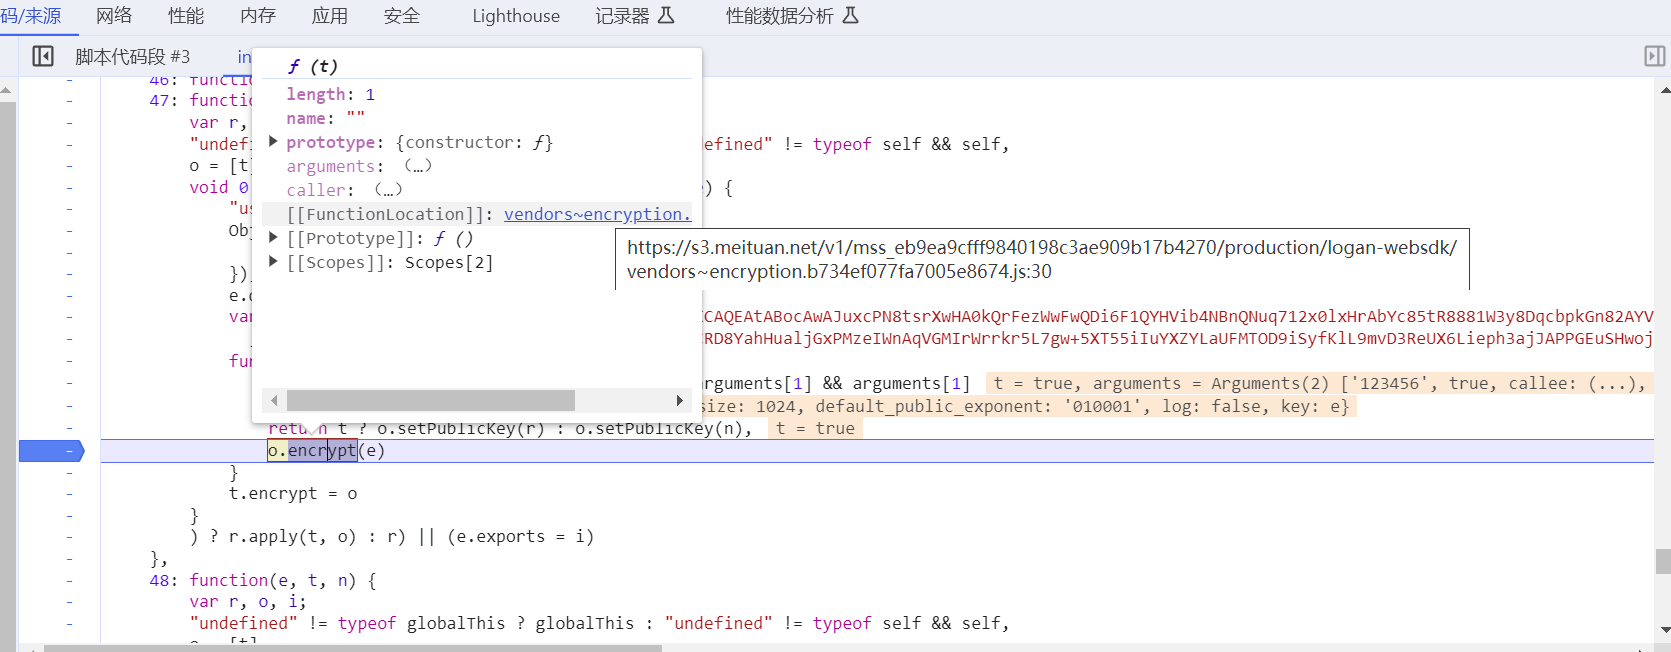 码/来源 网络 性能 内存 应用 安全 Lighthouse 记录器 性能数据分析
脚本代码段 #3 in
46: functi
47: functio
var r,
"undefi
o = [t
void 0
"us
Obj
})
e.
var
fu
ƒ (t)
length: 1
name: ""
prototype: {constructor: ƒ}
arguments: (…)
caller: (…)
[[FunctionLocation]]: vendors~encryption.
[[Prototype]]: ƒ ()
[[Scopes]]: Scopes[2]
defined" != typeof self && self,
) {
https://s3.meituan.net/v1/mss_eb9ea9cfff9840198c3ae909b17b4270/production/logan-websdk/
vendors~encryption.b734ef077fa7005e8674.js:30
CAQEAtABocAwAJuxcPN8tsrXwHA0kQrFezWwFwQDi6F1QYHVib4NBnQNuq712x0lxHrAbYc85tR8881W3y8DqcbpkGn82AYV
RD8YahHualjGxPMzeIWnAqVGMIrWrrkr5L7gw+5XT55iIuYXZYLaUFMTOD9iSyfKlL9mvD3ReUX6Lieph3ajJAPPGEuSHwoj
rguments[1] && arguments[1] t = true, arguments = Arguments(2) ['123456', true, callee: (...),
size: 1024, default_public_exponent: '010001', log: false, key: e}
return t ? o.setPublicKey(r) : o.setPublicKey(n), t = true
o.encrypt(e)
}
t.encrypt = o
}
) ? r.apply(t, o) : r) || (e.exports = i)
},
48: function(e, t, n) {
var r, o, i;
"undefined" != typeof globalThis ? globalThis : "undefined" != typeof self && self,